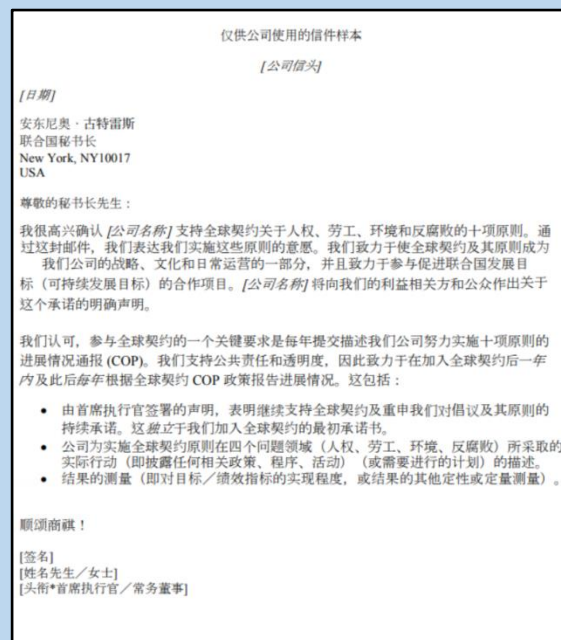 仅供公司使用的信件样本
[公司信头]
[日期]
安东尼奥·古特雷斯
联合国秘书长
New York, NY10017
USA
尊敬的秘书长先生：
我很高兴确认 [公司名称] 支持全球契约关于人权、劳工、环境和反腐败的十项原则。通
过这封邮件，我们表达我们实施这些原则的意愿。我们致力于使全球契约及其原则成为
我们公司的战略、文化和日常运营的一部分，并且致力于参与促进联合国发展目
标（可持续发展目标）的合作项目。[公司名称] 将向我们的利益相关方和公众作出关于
这个承诺的明确声明。
我们认可，参与全球契约的一个关键要求是每年提交描述我们公司努力实施十项原则的
进展情况通报 (COP)。我们支持公共责任和透明度，因此致力于在加入全球契约后一年
内及此后每年根据全球契约 COP 政策报告进展情况。这包括：
• 由首席执行官签署的声明，表明继续支持全球契约及重申我们对倡议及其原则的
持续承诺。这独立于我们加入全球契约的最初承诺书。
• 公司为实施全球契约原则在四个问题领域（人权、劳工、环境、反腐败）所采取的
实际行动（即披露任何相关政策、程序、活动）（或需要进行的计划）的描述。
• 结果的测量（即对目标／绩效指标的实现程度，或结果的其他定性或定量测量）。
顺颂商祺！
[签名]
[姓名先生／女士]
[头衔*首席执行官／常务董事]